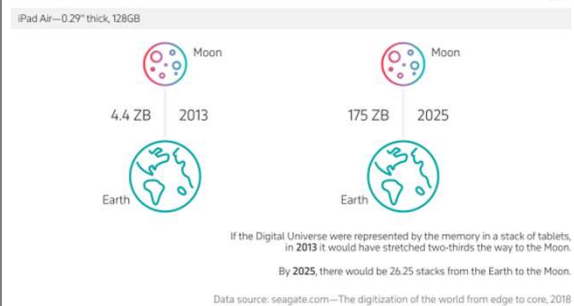 iPad Air—0.29" thick, 128GB
Moon
Moon
4.4 ZB 2013
175 ZB 2025
Earth
Earth
If the Digital Universe were represented by the memory in a stack of tablets,
in 2013 it would have stretched two-thirds the way to the Moon.
By 2025, there would be 26.25 stacks from the Earth to the Moon.
Data source: seagate.com—The digitization of the world from edge to core, 2018